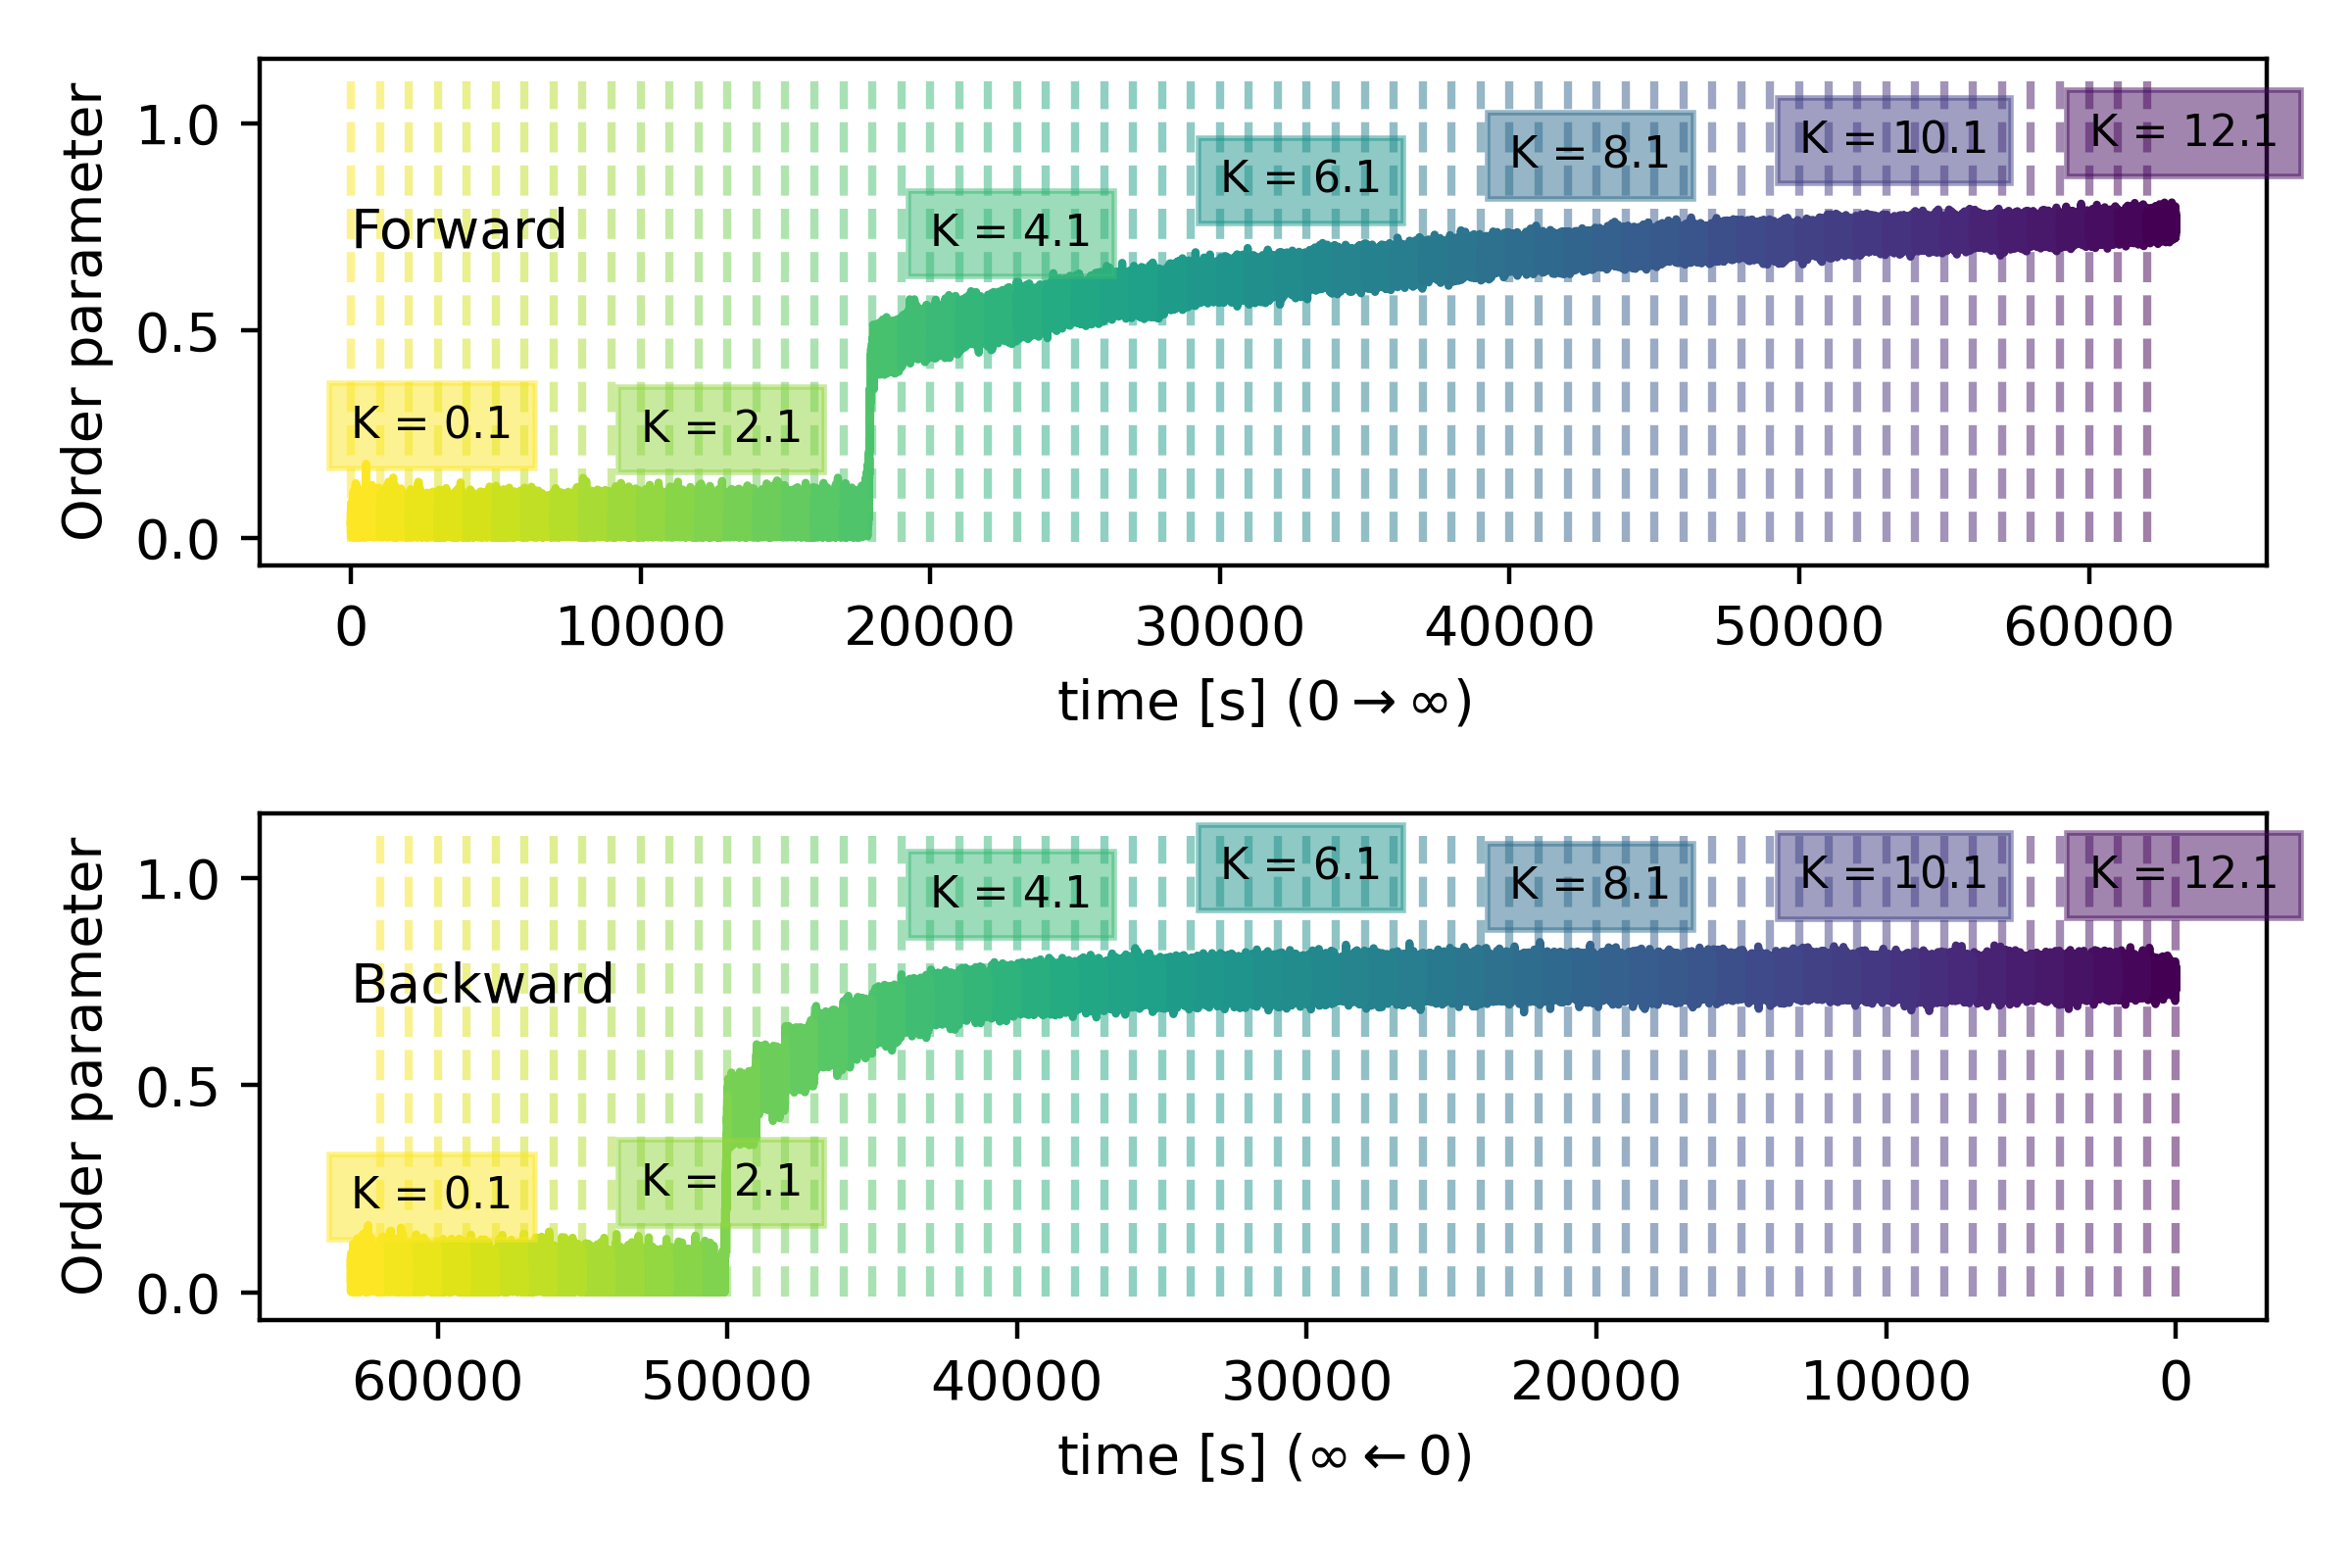 Order parameter
1.0
0.5
0.0
Forward
K = 0.1
K = 2.1
K = 4.1
K = 6.1
K = 8.1
K = 10.1
K = 12.1
0 10000 20000 30000 40000 50000 60000
time [s] (0 → ∞)
Order parameter
1.0
0.5
0.0
Backward
K = 0.1
K = 2.1
K = 4.1
K = 6.1
K = 8.1
K = 10.1
K = 12.1
60000 50000 40000 30000 20000 10000 0
time [s] (∞ ← 0)